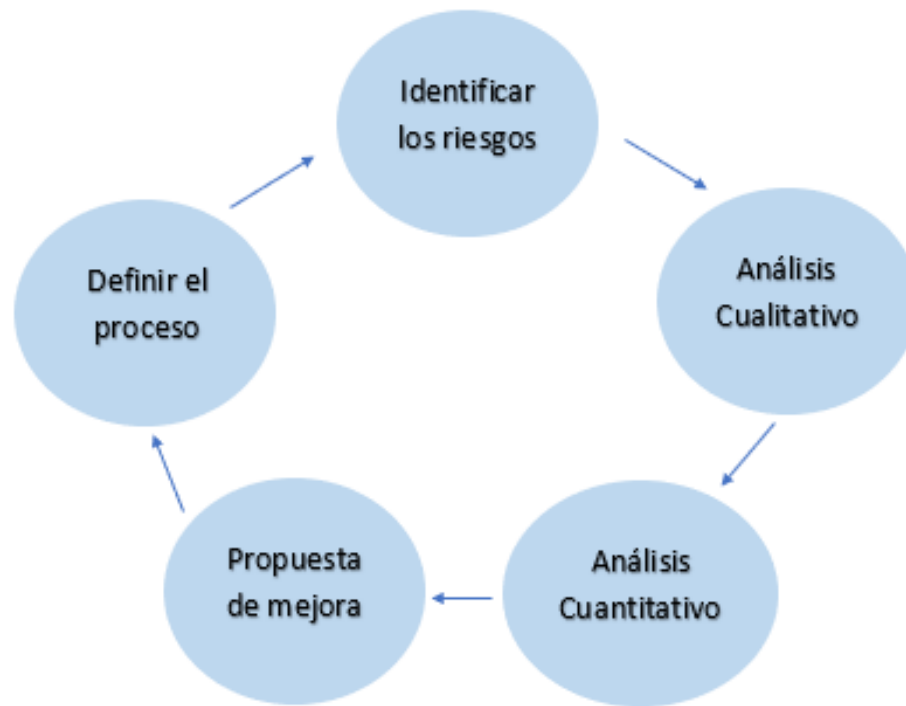 Identificar
los riesgos
Análisis
Cualitativo
Análisis
Cuantitativo
Propuesta
de mejora
Definir el
proceso